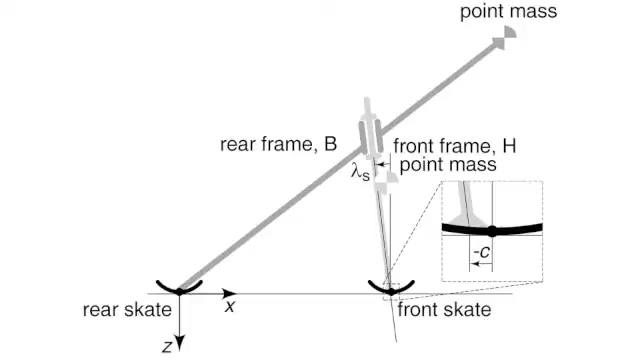 point mass
rear frame, B
front frame, H
point mass
λs
-c
rear skate
x
front skate
z